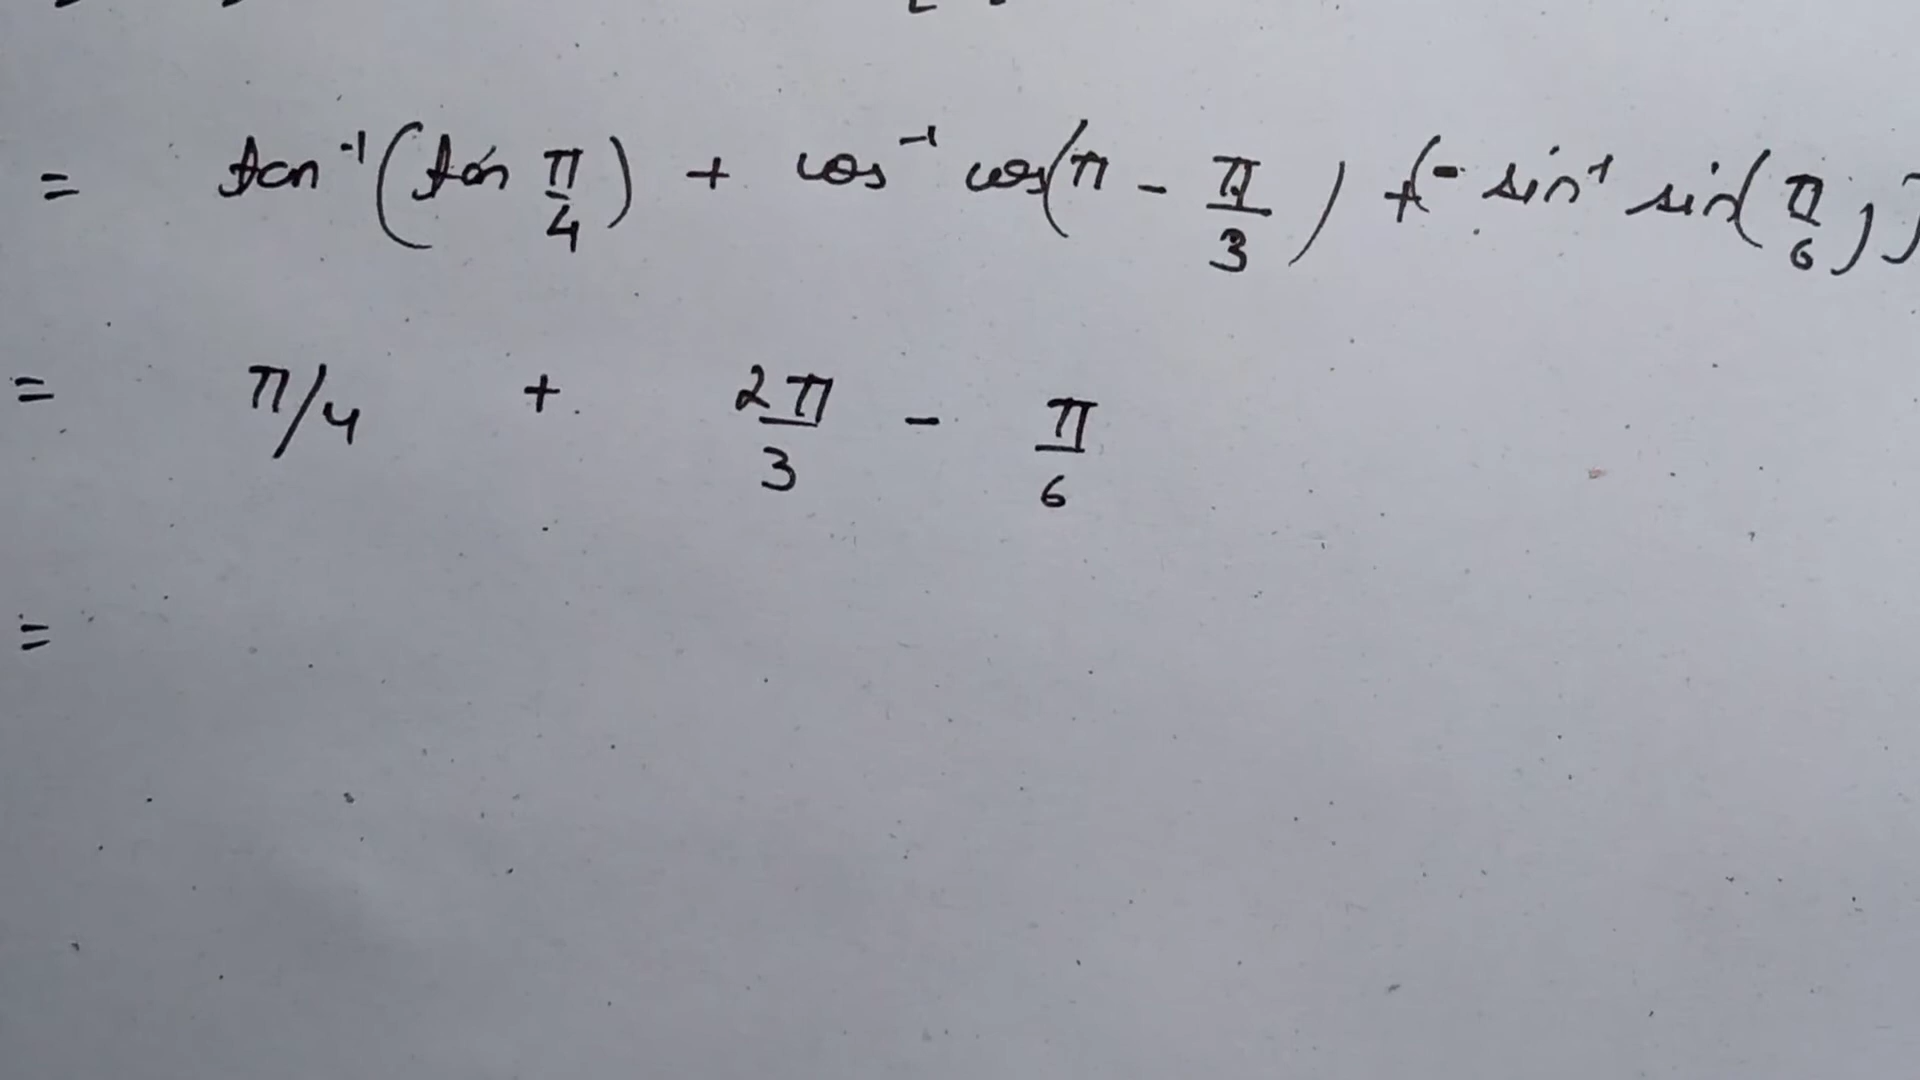 = tan⁻¹(tan π/4) + cos⁻¹ cos(π - π/3) + (- sin⁻¹ sin(π/6))
= π/4 + 2π/3 - π/6
=